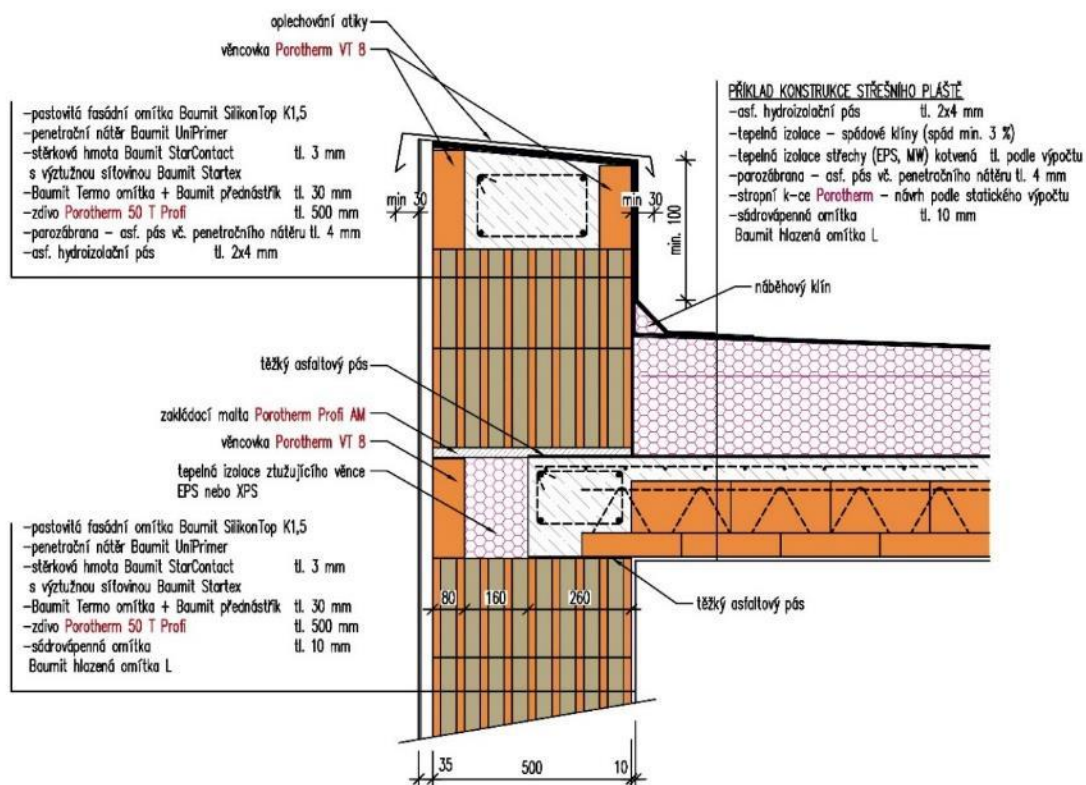 oplechování atiky
věncovka Porotherm VT 8
-pastovitá fasádní omítka Baumit SilikonTop K1,5
-penetrační nátěr Baumit UniPrimer
-stěrková hmota Baumit StarContact tl. 3 mm
s výztužnou síťovinou Baumit Startex
-Baumit Termo omítka + Baumit přednástřik tl. 30 mm
-zdivo Porotherm 50 T Profi tl. 500 mm
-parozábrana - asf. pás vč. penetračního nátěru tl. 4 mm
-asf. hydroizolační pás tl. 2x4 mm
PŘÍKLAD KONSTRUKCE STŘEŠNÍHO PLÁŠTĚ
-asf. hydroizolační pás tl. 2x4 mm
-tepelná izolace - spádové klíny (spád min. 3 %)
-tepelná izolace střechy (EPS, MW) kotvená tl. podle výpočtu
-parozábrana - asf. pás vč. penetračního nátěru tl. 4 mm
-stropní k-ce Porotherm - návrh podle statického výpočtu
-sádrovápenná omítka tl. 10 mm
Baumit hlazená omítka L
min 30
min 30
min. 100
náběhový klín
těžký asfaltový pás
zakládací malta Porotherm Profi AM
věncovka Porotherm VT 8
tepelná izolace ztužujícího věnce
EPS nebo XPS
-pastovitá fasádní omítka Baumit SilikonTop K1,5
-penetrační nátěr Baumit UniPrimer
-stěrková hmota Baumit StarContact tl. 3 mm
s výztužnou síťovinou Baumit Startex
-Baumit Termo omítka + Baumit přednástřik tl. 30 mm
-zdivo Porotherm 50 T Profi tl. 500 mm
-sádrovápenná omítka tl. 10 mm
Baumit hlazená omítka L
80 160 260
těžký asfaltový pás
35 500 10